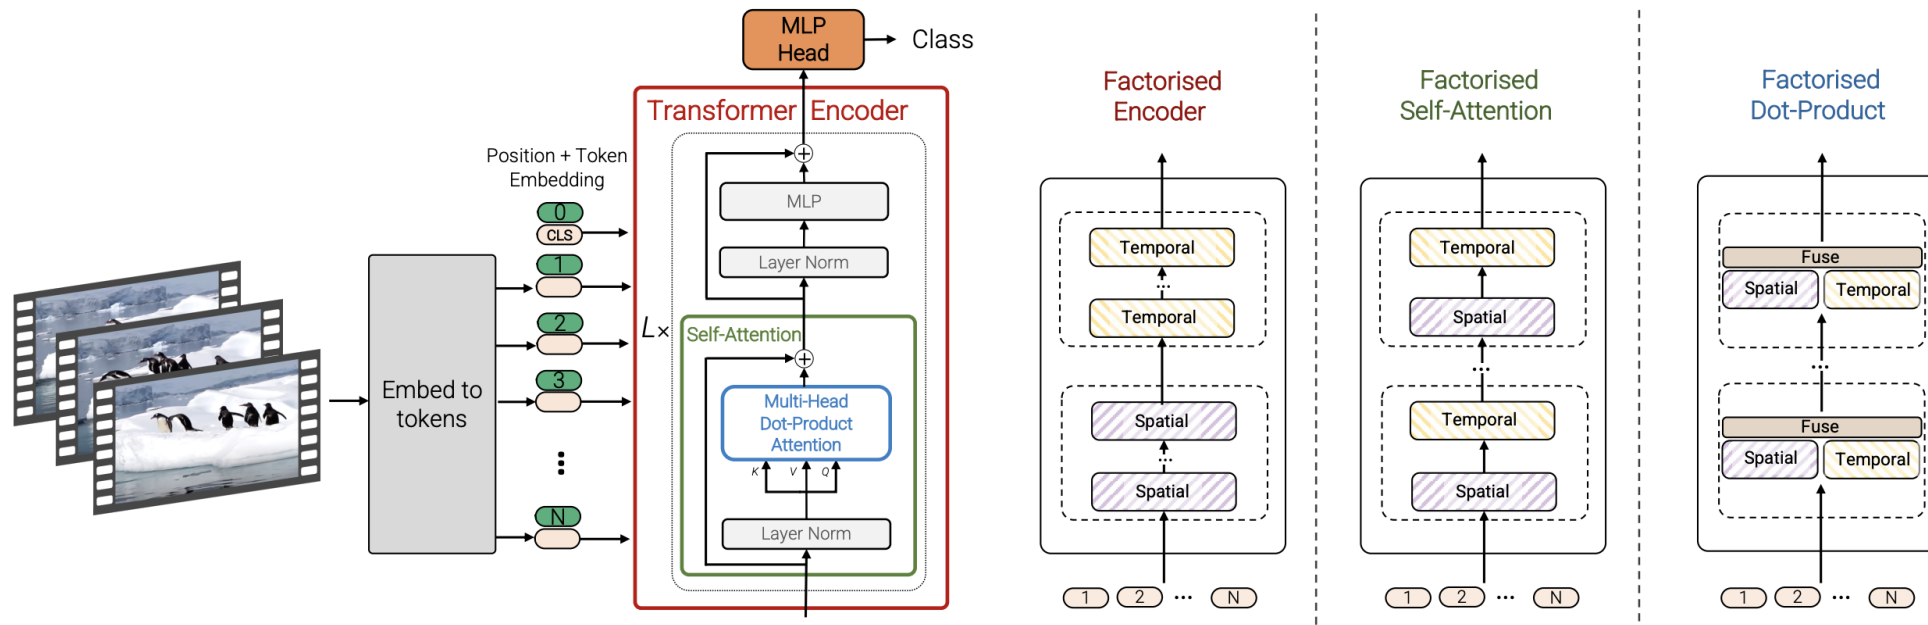 MLP
Head
Class
Transformer Encoder
Position + Token
Embedding
0
CLS
1
2
3
N
Embed to
tokens
L×
MLP
Layer Norm
Self-Attention
Multi-Head
Dot-Product
Attention
K V Q
Layer Norm
Factorised
Encoder
Temporal
...
Temporal
Spatial
...
Spatial
1 2 ... N
Factorised
Self-Attention
Temporal
Spatial
...
Temporal
Spatial
1 2 ... N
Factorised
Dot-Product
Fuse
Spatial Temporal
...
Fuse
Spatial Temporal
1 2 ... N